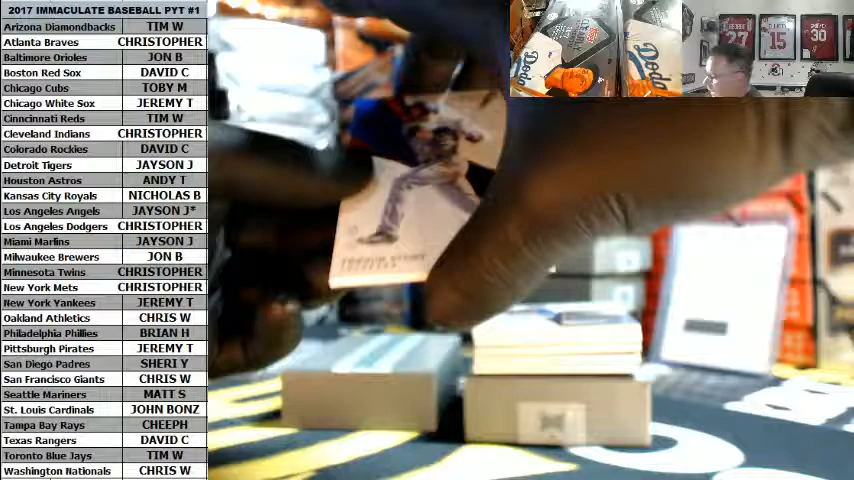 2017 IMMACULATE BASEBALL PYT #1
Arizona Diamondbacks TIM W
Atlanta Braves CHRISTOPHER
Baltimore Orioles JON B
Boston Red Sox DAVID C
Chicago Cubs TOBY M
Chicago White Sox JEREMY T
Cinncinati Reds TIM W
Cleveland Indians CHRISTOPHER
Colorado Rockies DAVID C
Detroit Tigers JAYSON J
Houston Astros ANDY T
Kansas City Royals NICHOLAS B
Los Angeles Angels JAYSON J*
Los Angeles Dodgers CHRISTOPHER
Miami Marlins JAYSON J
Milwaukee Brewers JON B
Minnesota Twins CHRISTOPHER
New York Mets CHRISTOPHER
New York Yankees JEREMY T
Oakland Athletics CHRIS W
Philadelphia Phillies BRIAN H
Pittsburgh Pirates JEREMY T
San Diego Padres SHERI Y
San Francisco Giants CHRIS W
Seattle Mariners MATT S
St. Louis Cardinals JOHN BONZ
Tampa Bay Rays CHEEPH
Texas Rangers DAVID C
Toronto Blue Jays TIM W
Washington Nationals CHRIS W
27
15
30